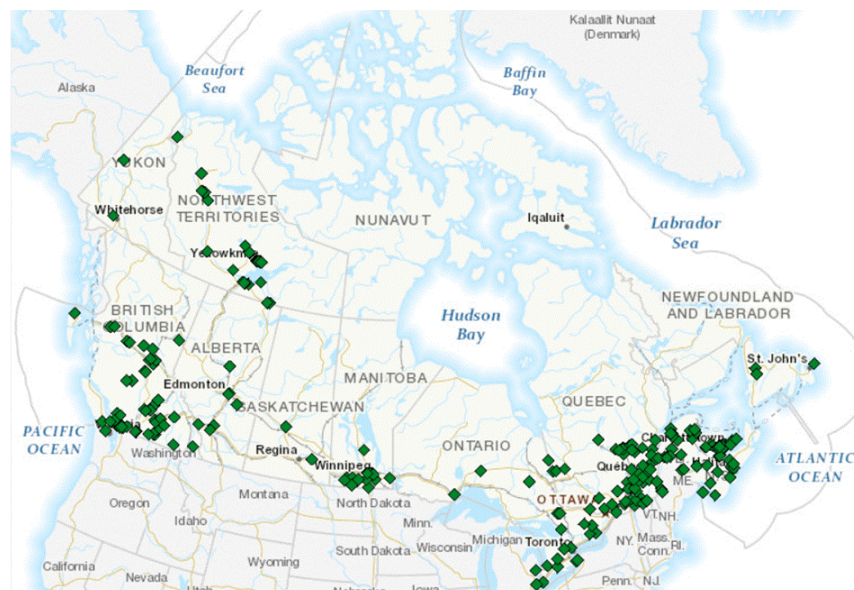 Kalaallit Nunaat
(Denmark)
Beaufort
Sea
Baffin
Bay
Alaska
YUKON
NORTHWEST
TERRITORIES
Whitehorse
NUNAVUT
Iqaluit
Labrador
Sea
Hudson
Bay
NEWFOUNDLAND
AND LABRADOR
BRITISH
COLUMBIA
ALBERTA
St. John's
Edmonton
MANITOBA
SASKATCHEWAN
QUEBEC
PACIFIC
OCEAN
Washington
Regina
Winnipeg
ONTARIO
ATLANTIC
OCEAN
ME.
Oregon
Montana
North Dakota
OTTAWA
VT.
NH.
Idaho
Minn.
South Dakota
Wisconsin
Michigan
Toronto
NY.
Mass.
Conn.
RI.
California
Nevada
Wyoming
Penn.
NJ.